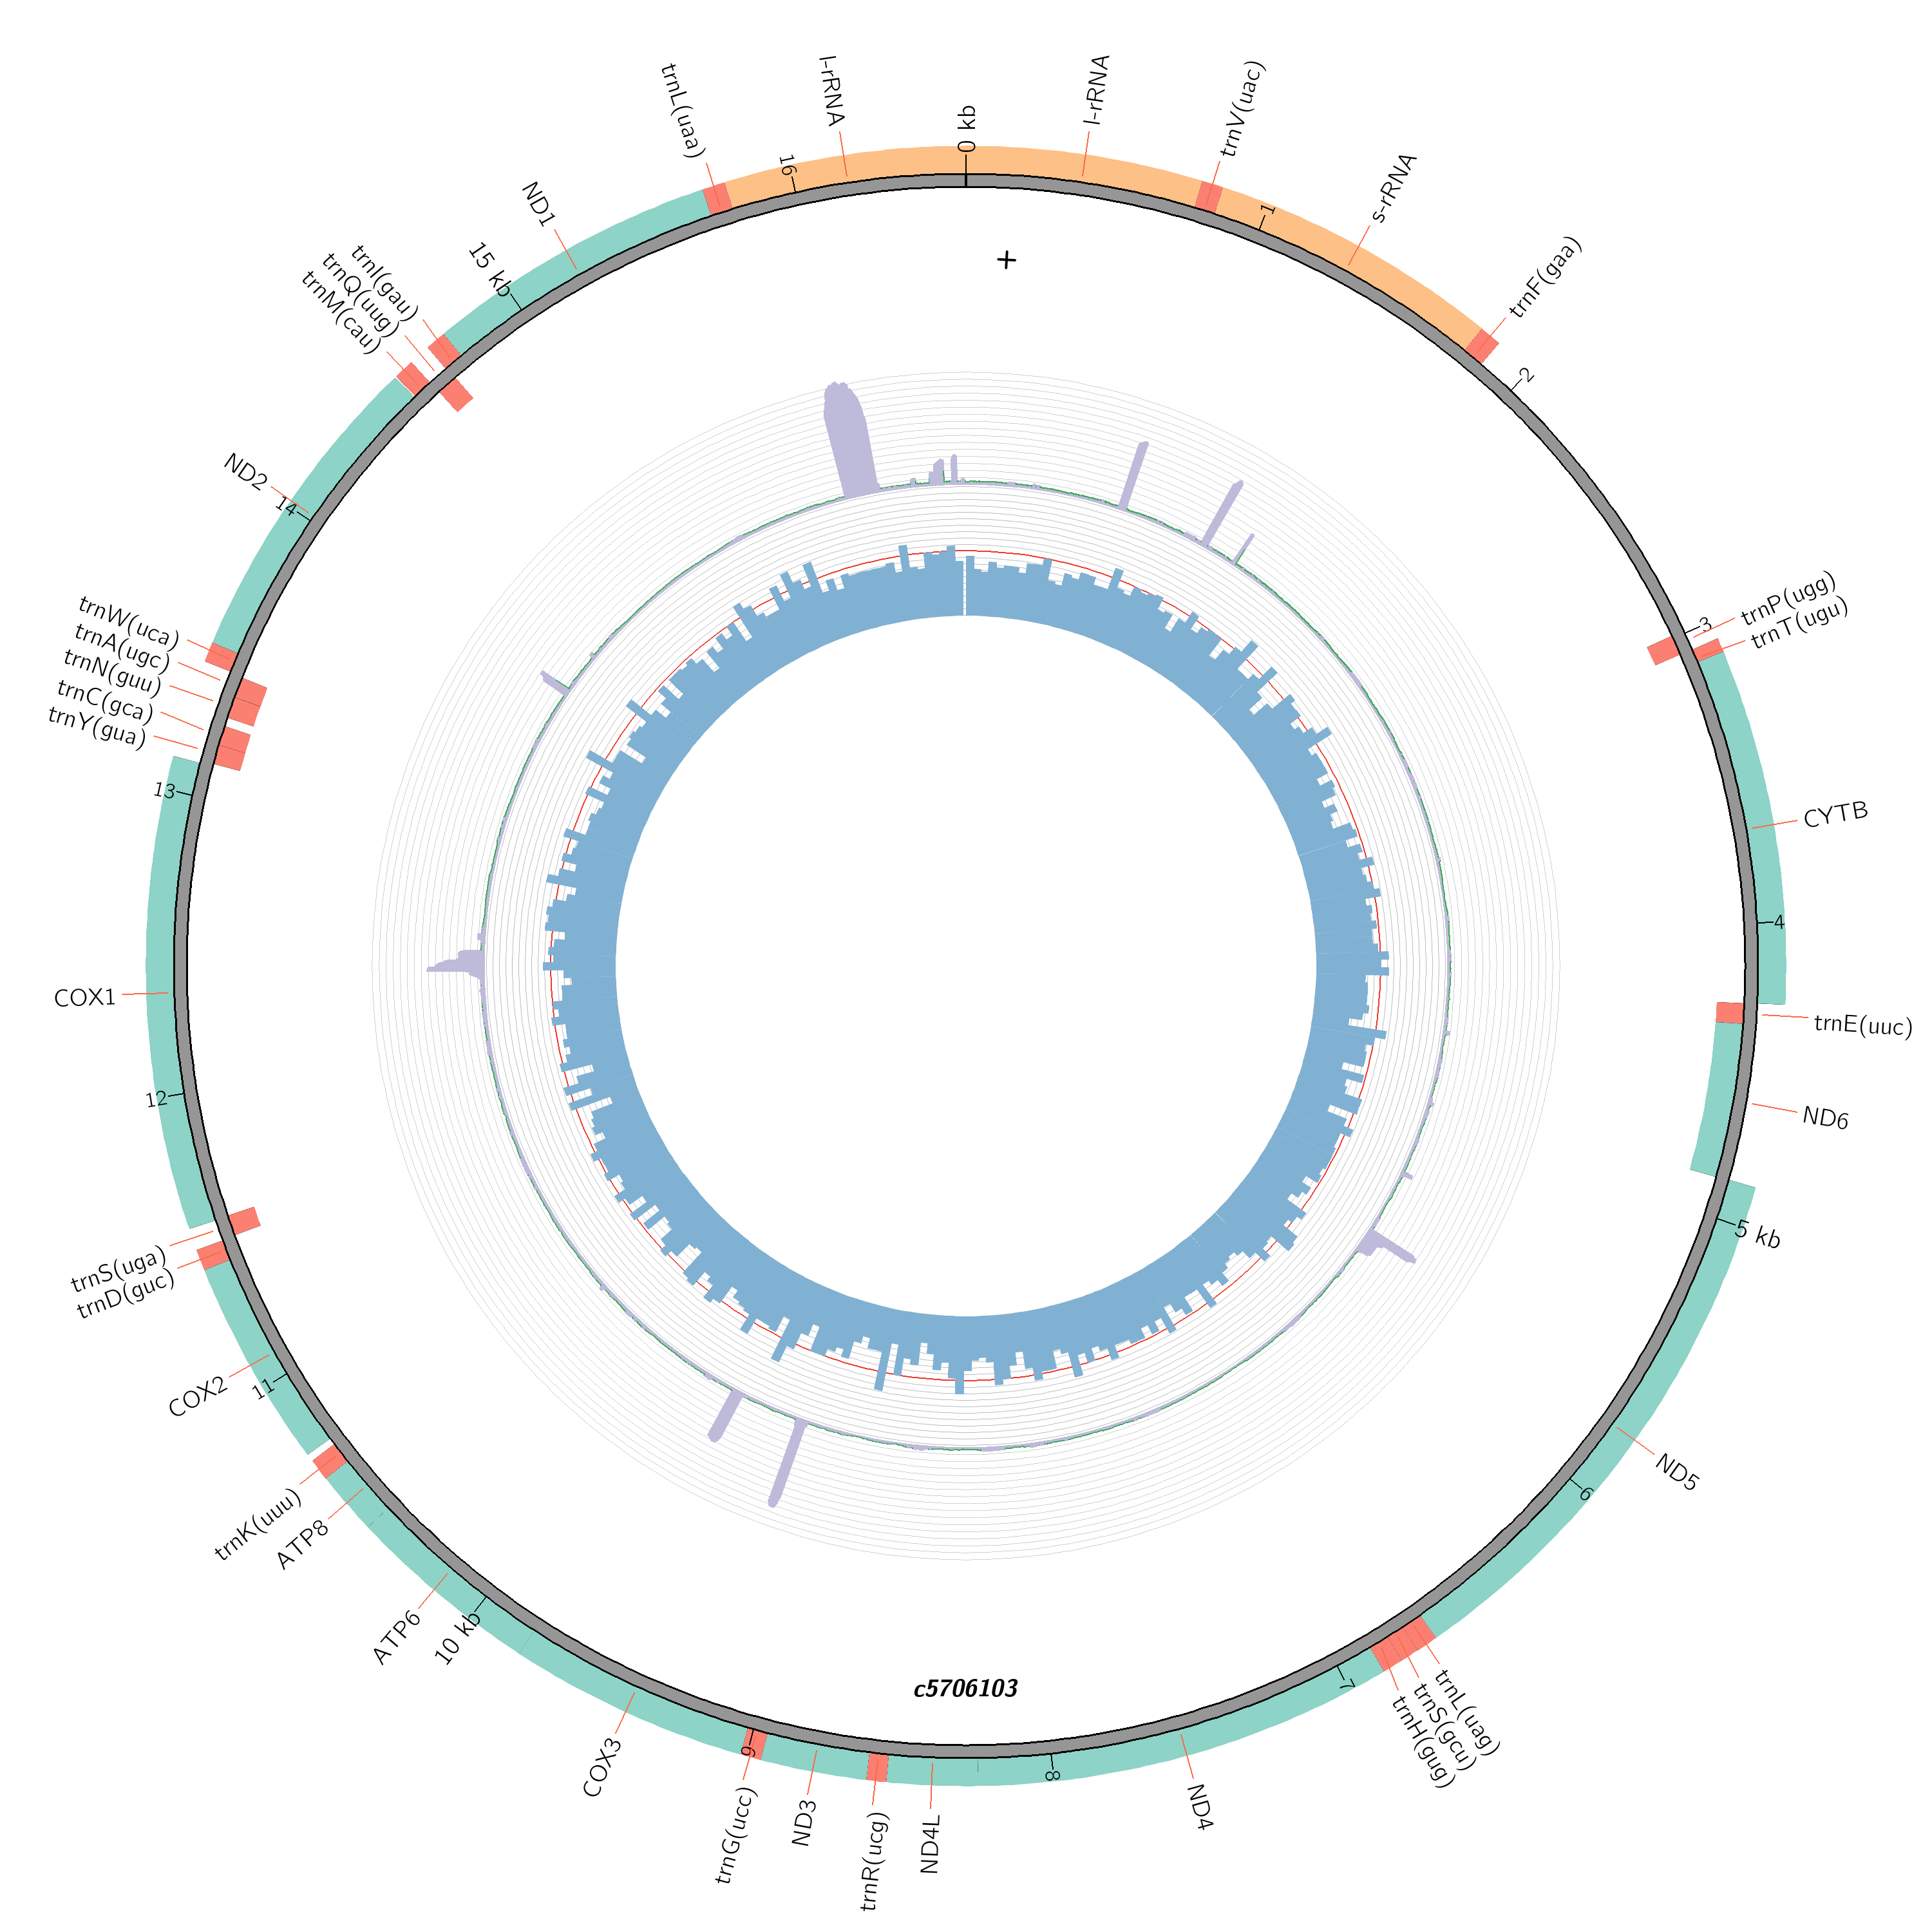 0 kb
l-rRNA
trnV(uac)
1
s-rRNA
trnF(gaa)
2
3
trnP(ugg)
trnT(ugu)
CYTB
4
trnE(uuc)
ND6
5 kb
ND5
6
trnL(uag)
trnS(gcu)
trnH(gug)
7
ND4
8
ND4L
trnR(ucg)
ND3
trnG(ucc)
9
COX3
10 kb
ATP6
ATP8
trnK(uuu)
11
COX2
trnD(guc)
trnS(uga)
12
COX1
13
trnY(gua)
trnC(gca)
trnN(guu)
trnA(ugc)
trnW(uca)
14
ND2
trnM(cau)
trnQ(uug)
trnI(gau)
15 kb
ND1
trnL(uaa)
16
l-rRNA
+
c5706103